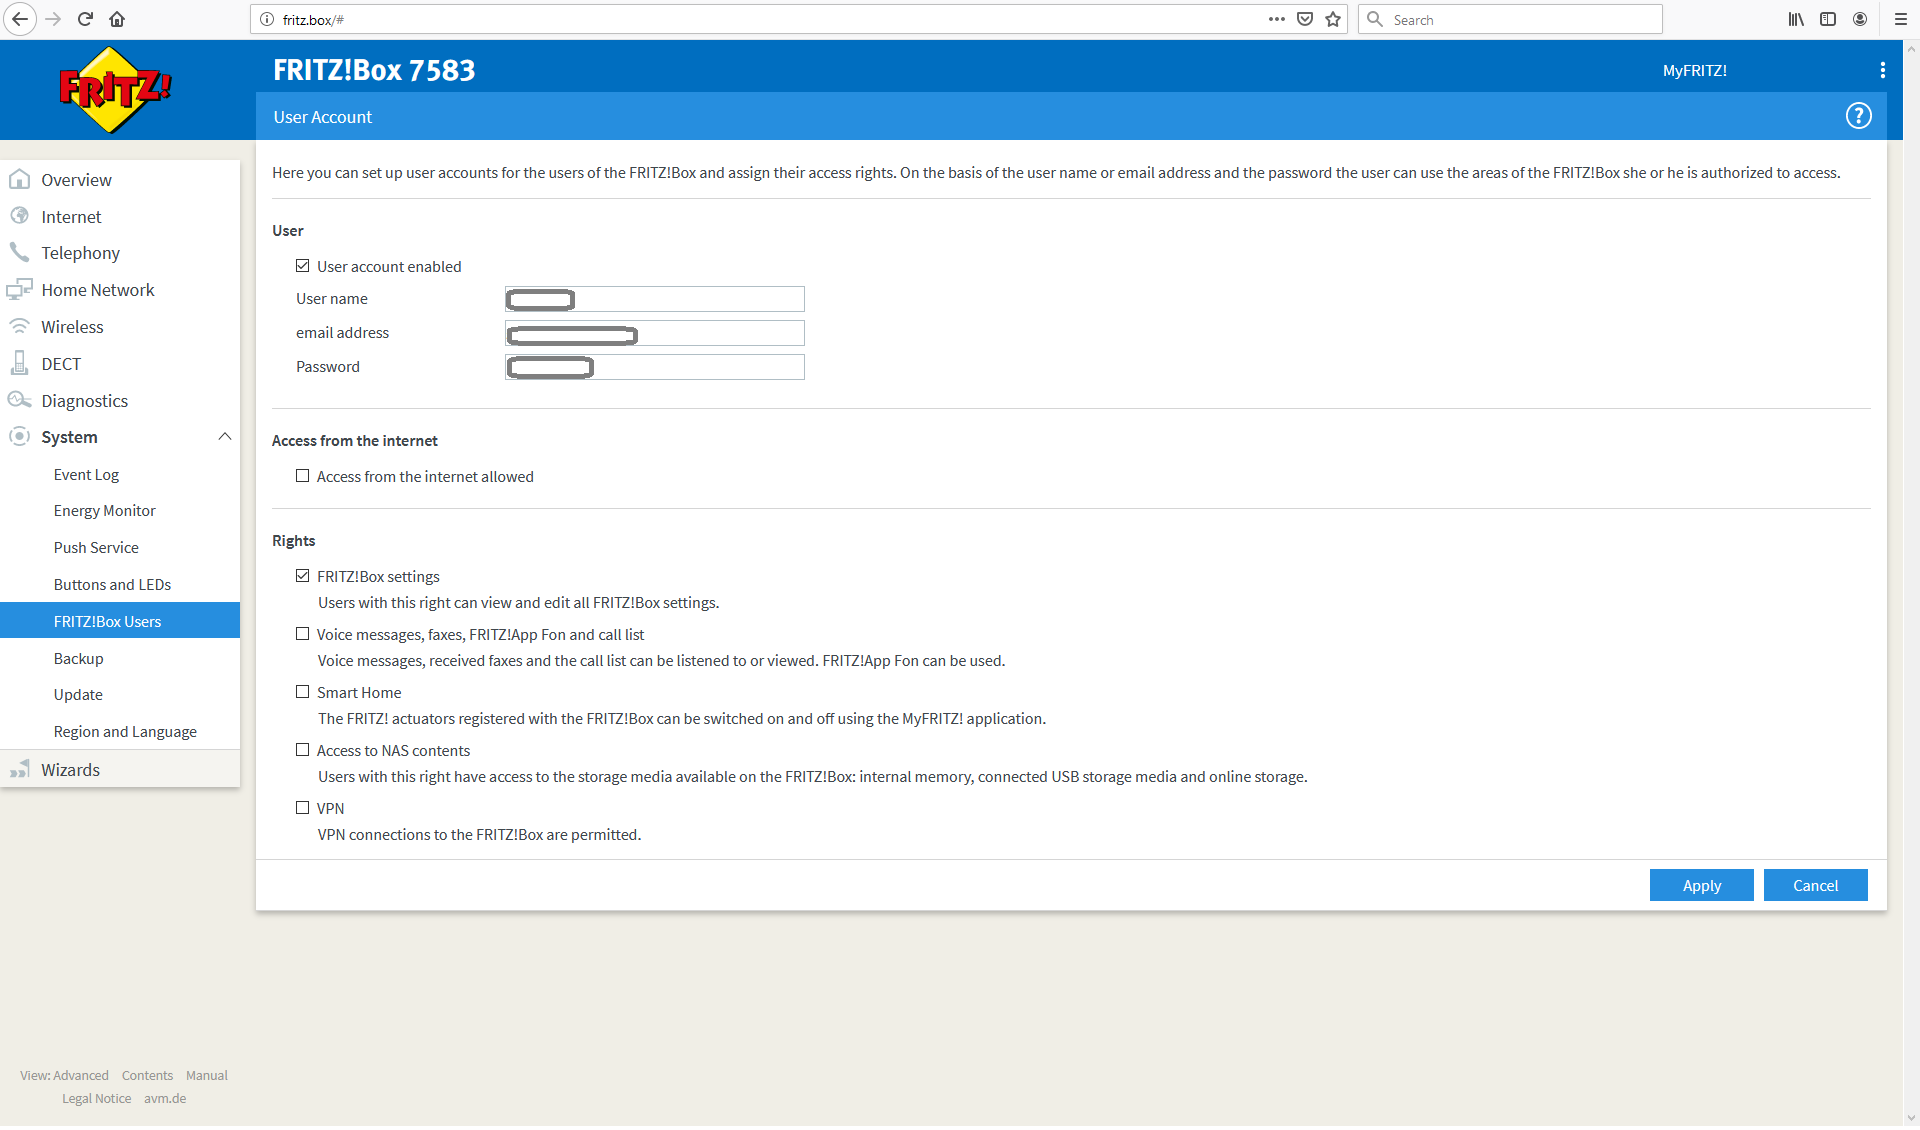 fritz.box/#
Search
FRITZ!
FRITZ!Box 7583
MyFRITZ!
User Account
?
Overview
Internet
Telephony
Home Network
Wireless
DECT
Diagnostics
System
Event Log
Energy Monitor
Push Service
Buttons and LEDs
FRITZ!Box Users
Backup
Update
Region and Language
Wizards
Here you can set up user accounts for the users of the FRITZ!Box and assign their access rights. On the basis of the user name or email address and the password the user can use the areas of the FRITZ!Box she or he is authorized to access.
User
User account enabled
User name
email address
Password
Access from the internet
Access from the internet allowed
Rights
FRITZ!Box settings
Users with this right can view and edit all FRITZ!Box settings.
Voice messages, faxes, FRITZ!App Fon and call list
Voice messages, received faxes and the call list can be listened to or viewed. FRITZ!App Fon can be used.
Smart Home
The FRITZ! actuators registered with the FRITZ!Box can be switched on and off using the MyFRITZ! application.
Access to NAS contents
Users with this right have access to the storage media available on the FRITZ!Box: internal memory, connected USB storage media and online storage.
VPN
VPN connections to the FRITZ!Box are permitted.
Apply
Cancel
View: Advanced Contents Manual
Legal Notice avm.de